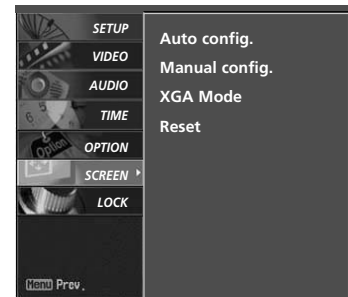 SETUP
VIDEO
AUDIO
TIME
OPTION
SCREEN
LOCK
Auto config.
Manual config.
XGA Mode
Reset
Menu Prev.